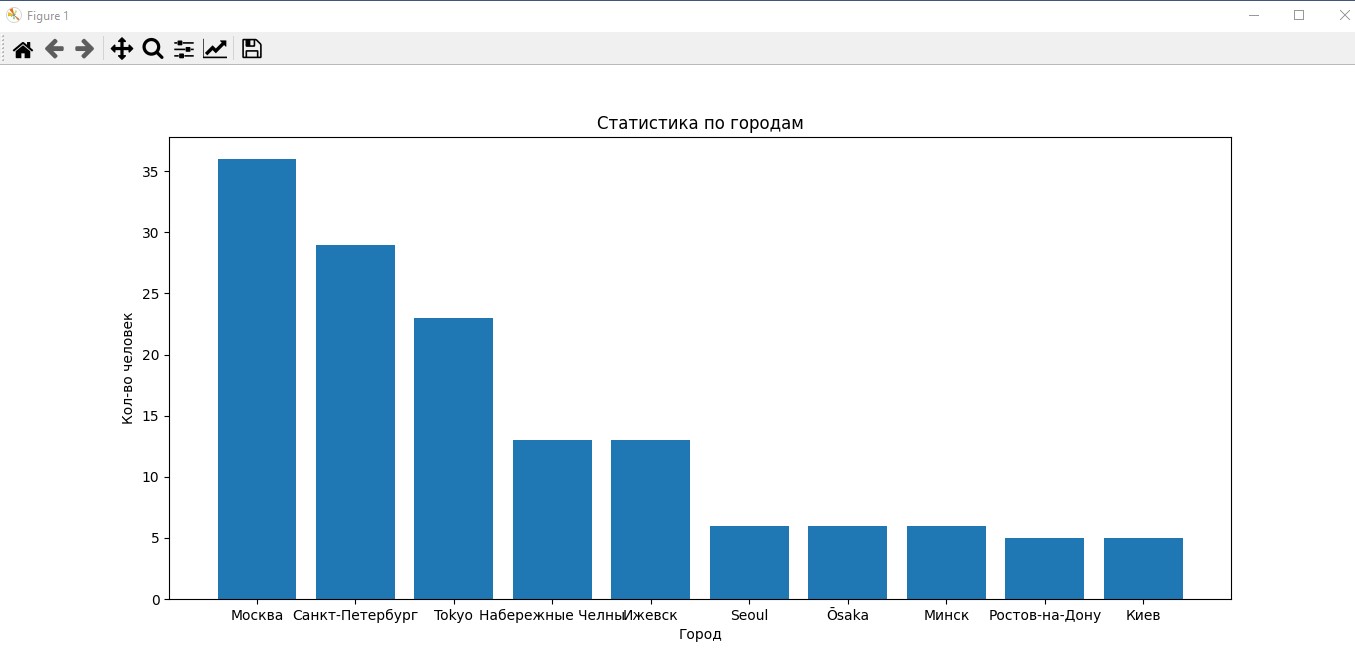 Figure 1
Статистика по городам
35
30
25
20
15
10
5
0
Кол-во человек
Москва Санкт-Петербург Tokyo Набережные Челны Ижевск Seoul Ōsaka Минск Ростов-на-Дону Киев
Город